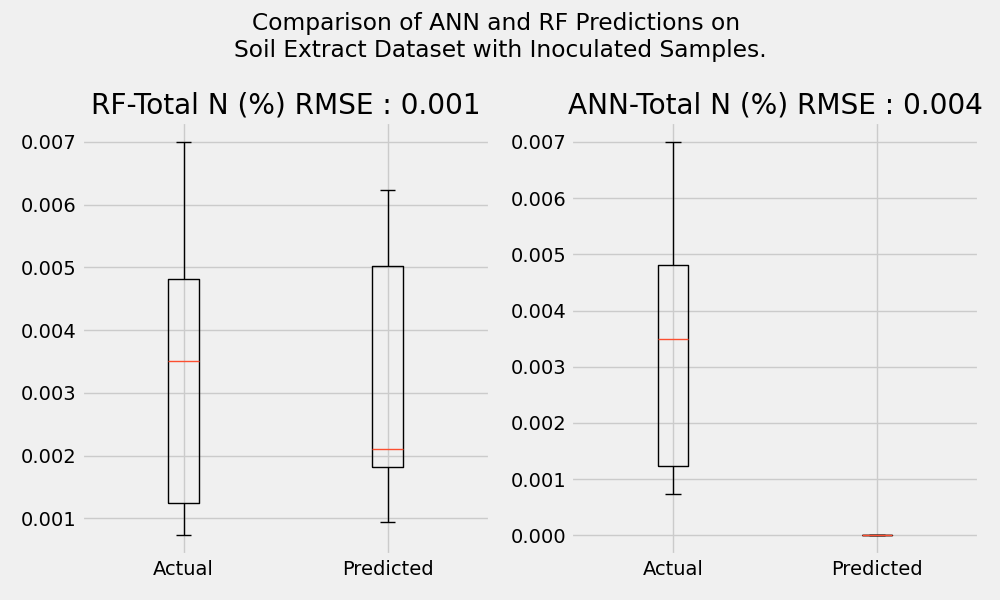 Comparison of ANN and RF Predictions on
Soil Extract Dataset with Inoculated Samples.
RF-Total N (%) RMSE : 0.001
0.007
0.006
0.005
0.004
0.003
0.002
0.001
Actual
Predicted
ANN-Total N (%) RMSE : 0.004
0.007
0.006
0.005
0.004
0.003
0.002
0.001
0.000
Actual
Predicted